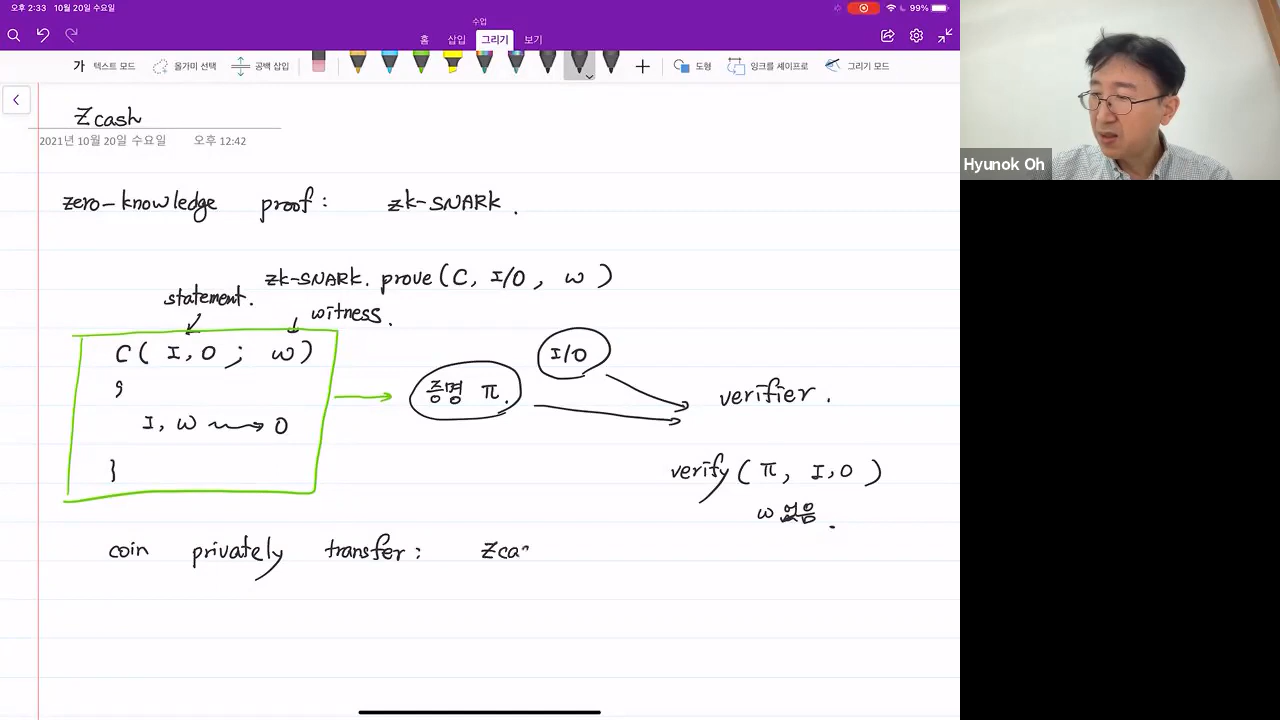 오후 2:33 10월 20일 수요일
99%
수업
홈 삽입 그리기 보기
가 텍스트 모드 올가미 선택 공백 삽입 도형 잉크를 셰이프로 그리기 모드
Zcash
2021년 10월 20일 수요일 오후 12:42
zero-knowledge proof: zk-SNARK.
zk-SNARK. prove (C, I/O, w)
statement.
witness.
C( I, O ; w)
I/O
증명 π.
verifier.
I, w → O
}
verify (π, I, O)
w 없음.
coin privately transfer: Zca
Hyunok Oh